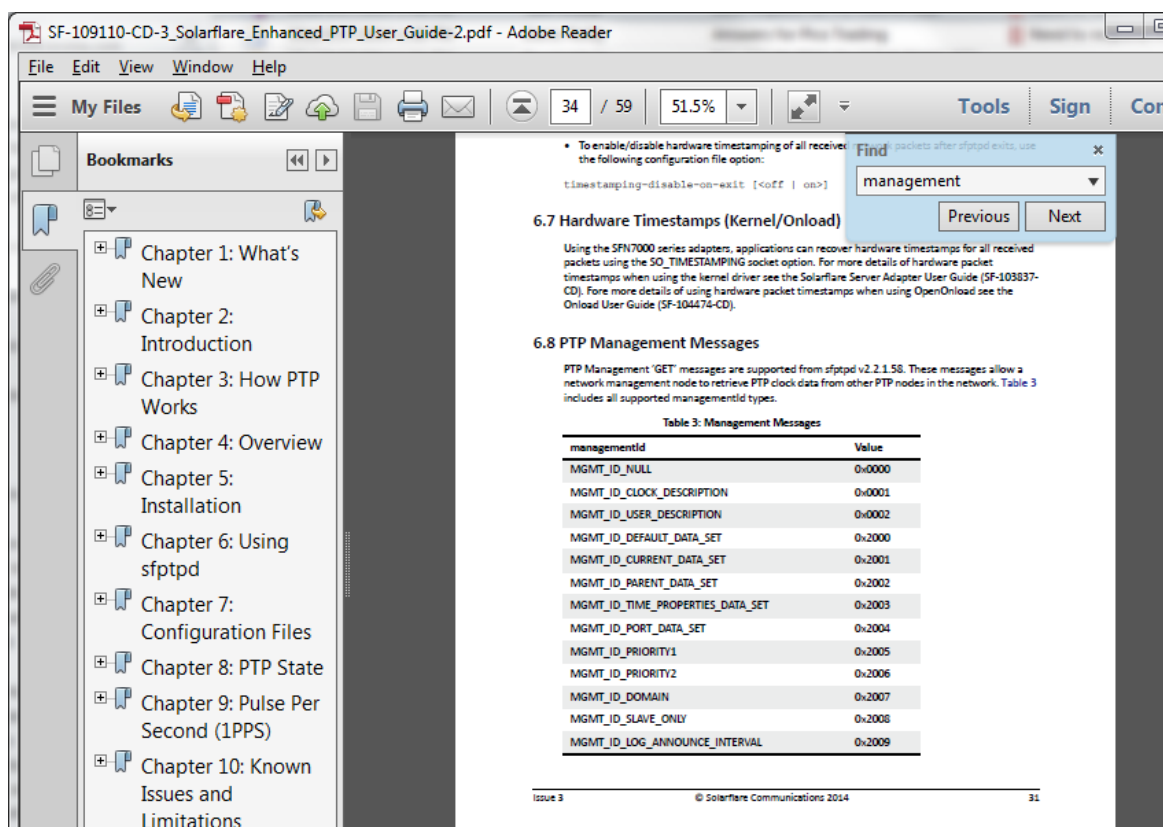 SF-109110-CD-3_Solarflare_Enhanced_PTP_User_Guide-2.pdf - Adobe Reader
File Edit View Window Help
My Files 34 / 59 51.5% Tools Sign Con
Bookmarks
Chapter 1: What's
New
Chapter 2:
Introduction
Chapter 3: How PTP
Works
Chapter 4: Overview
Chapter 5:
Installation
Chapter 6: Using
sfptpd
Chapter 7:
Configuration Files
Chapter 8: PTP State
Chapter 9: Pulse Per
Second (1PPS)
Chapter 10: Known
Issues and
Limitations
Find
management
Previous Next
• To enable/disable hardware timestamping of all received network packets after sfptpd exits, use
the following configuration file option:
timestamping-disable-on-exit [<off | on>]
6.7 Hardware Timestamps (Kernel/Onload)
Using the SFN7000 series adapters, applications can recover hardware timestamps for all received
packets using the SO_TIMESTAMPING socket option. For more details of hardware packet
timestamps when using the kernel driver see the Solarflare Server Adapter User Guide (SF-103837-
CD). Fore more details of using hardware packet timestamps when using OpenOnload see the
Onload User Guide (SF-104474-CD).
6.8 PTP Management Messages
PTP Management 'GET' messages are supported from sfptpd v2.2.1.58. These messages allow a
network management node to retrieve PTP clock data from other PTP nodes in the network. Table 3
includes all supported managementId types.
Table 3: Management Messages
managementId Value
MGMT_ID_NULL 0x0000
MGMT_ID_CLOCK_DESCRIPTION 0x0001
MGMT_ID_USER_DESCRIPTION 0x0002
MGMT_ID_DEFAULT_DATA_SET 0x2000
MGMT_ID_CURRENT_DATA_SET 0x2001
MGMT_ID_PARENT_DATA_SET 0x2002
MGMT_ID_TIME_PROPERTIES_DATA_SET 0x2003
MGMT_ID_PORT_DATA_SET 0x2004
MGMT_ID_PRIORITY1 0x2005
MGMT_ID_PRIORITY2 0x2006
MGMT_ID_DOMAIN 0x2007
MGMT_ID_SLAVE_ONLY 0x2008
MGMT_ID_LOG_ANNOUNCE_INTERVAL 0x2009
Issue 3 © Solarflare Communications 2014 31